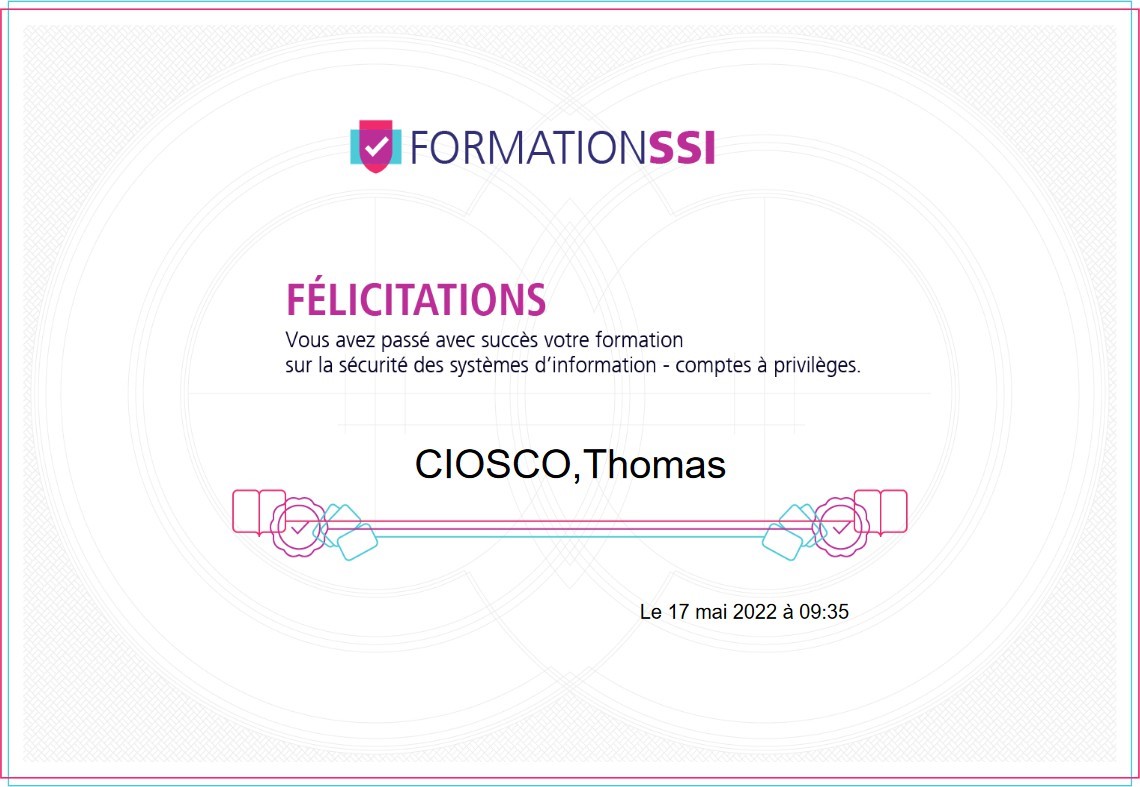 FORMATIONSSI
FÉLICITATIONS
Vous avez passé avec succès votre formation
sur la sécurité des systèmes d’information - comptes à privilèges.
CIOSCO,Thomas
Le 17 mai 2022 à 09:35